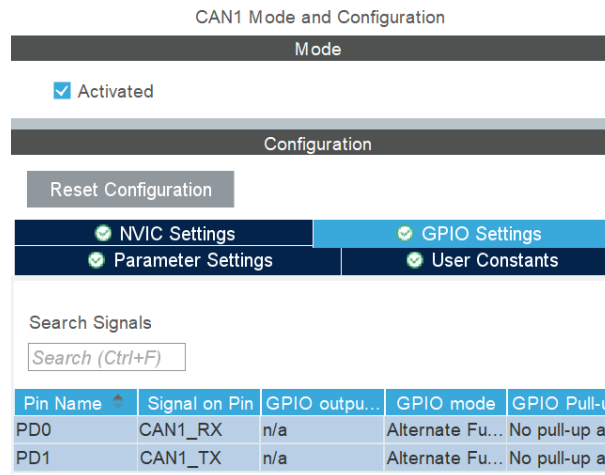 CAN1 Mode and Configuration
Mode
Activated
Configuration
Reset Configuration
NVIC Settings GPIO Settings
Parameter Settings User Constants
Search Signals
Search (Ctrl+F)
Pin Name Signal on Pin GPIO outpu... GPIO mode GPIO Pull-u
PD0 CAN1_RX n/a Alternate Fu... No pull-up a
PD1 CAN1_TX n/a Alternate Fu... No pull-up a